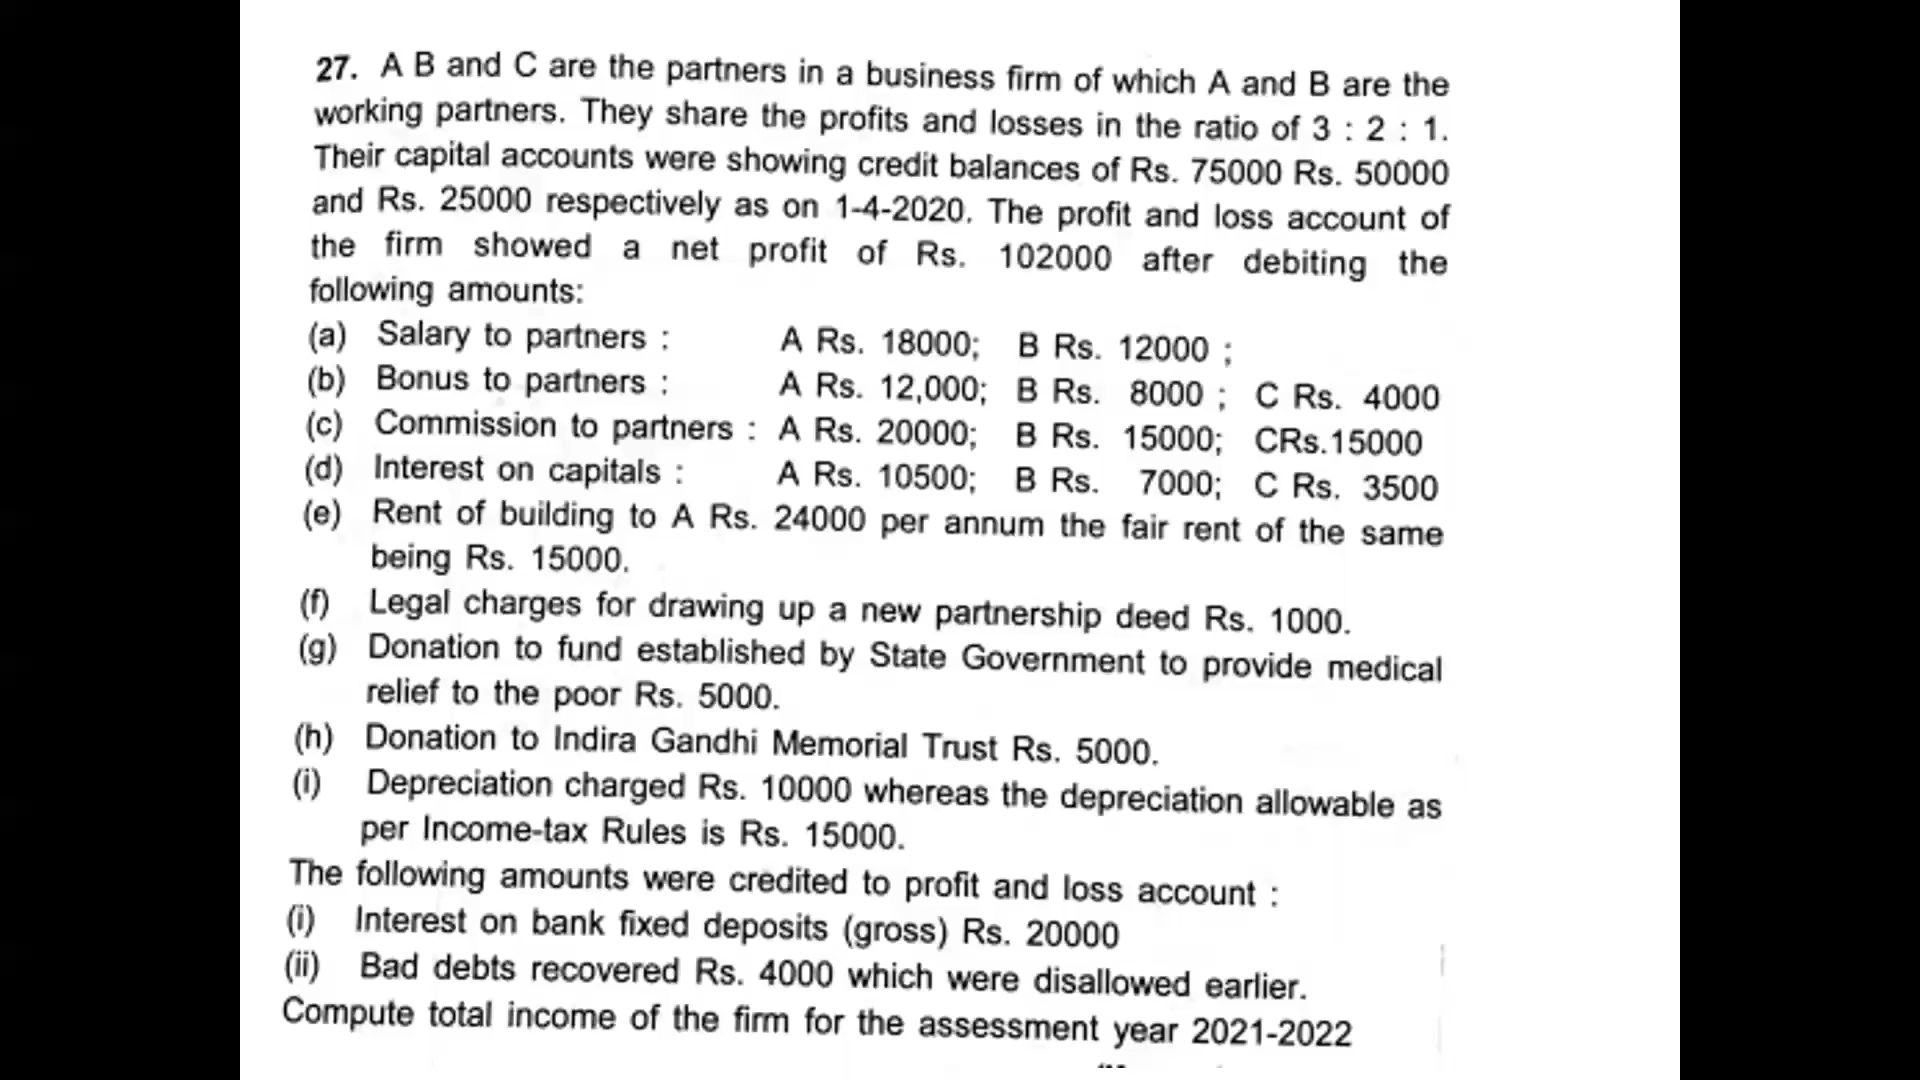 27. A B and C are the partners in a business firm of which A and B are the
working partners. They share the profits and losses in the ratio of 3 : 2 : 1.
Their capital accounts were showing credit balances of Rs. 75000 Rs. 50000
and Rs. 25000 respectively as on 1-4-2020. The profit and loss account of
the firm showed a net profit of Rs. 102000 after debiting the
following amounts:
(a) Salary to partners : A Rs. 18000; B Rs. 12000 ;
(b) Bonus to partners : A Rs. 12,000; B Rs. 8000 ; C Rs. 4000
(c) Commission to partners : A Rs. 20000; B Rs. 15000; CRs.15000
(d) Interest on capitals : A Rs. 10500; B Rs. 7000; C Rs. 3500
(e) Rent of building to A Rs. 24000 per annum the fair rent of the same
being Rs. 15000.
(f) Legal charges for drawing up a new partnership deed Rs. 1000.
(g) Donation to fund established by State Government to provide medical
relief to the poor Rs. 5000.
(h) Donation to Indira Gandhi Memorial Trust Rs. 5000.
(i) Depreciation charged Rs. 10000 whereas the depreciation allowable as
per Income-tax Rules is Rs. 15000.
The following amounts were credited to profit and loss account :
(i) Interest on bank fixed deposits (gross) Rs. 20000
(ii) Bad debts recovered Rs. 4000 which were disallowed earlier.
Compute total income of the firm for the assessment year 2021-2022